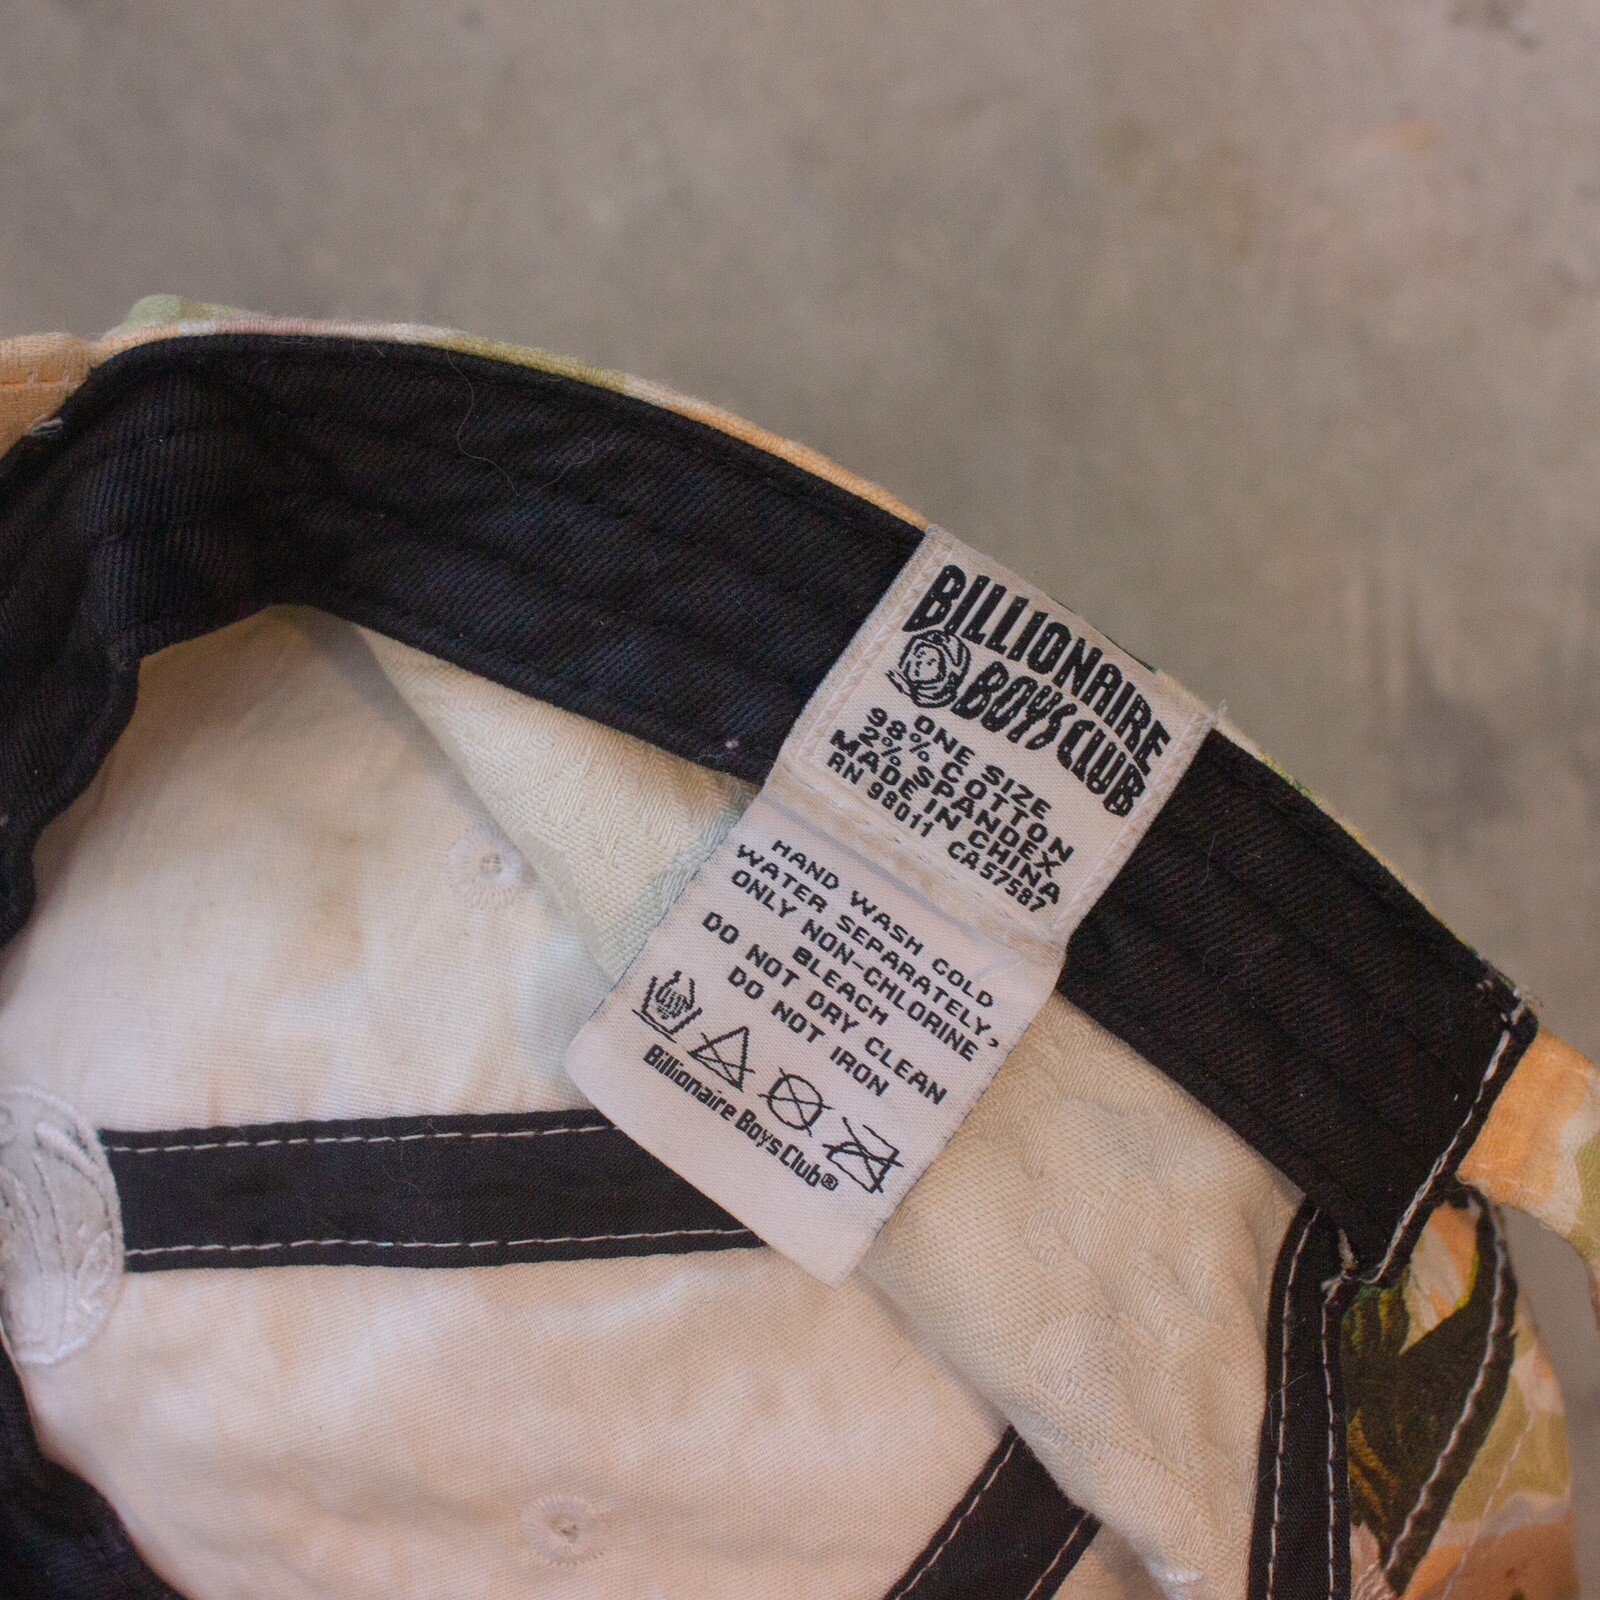 BILLIONAIRE
BOYS CLUB
ONE SIZE
98% COTTON
2% SPANDEX
MADE IN CHINA
RN 98011 CA57587
HAND WASH COLD
WATER SEPARATELY,
ONLY NON-CHLORINE
BLEACH
DO NOT DRY CLEAN
DO NOT IRON
Billionaire Boys Club®